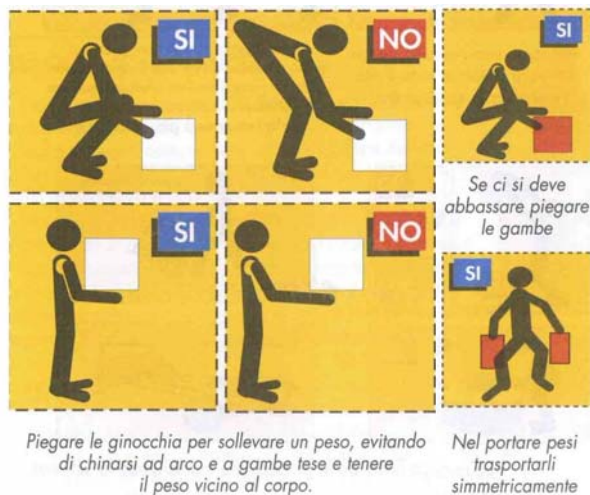 SI
NO
SI
Se ci si deve
abbassare piegare
le gambe
SI
NO
SI
Piegare le ginocchia per sollevare un peso, evitando
di chinarsi ad arco e a gambe tese e tenere
il peso vicino al corpo.
Nel portare pesi
trasportarli
simmetricamente